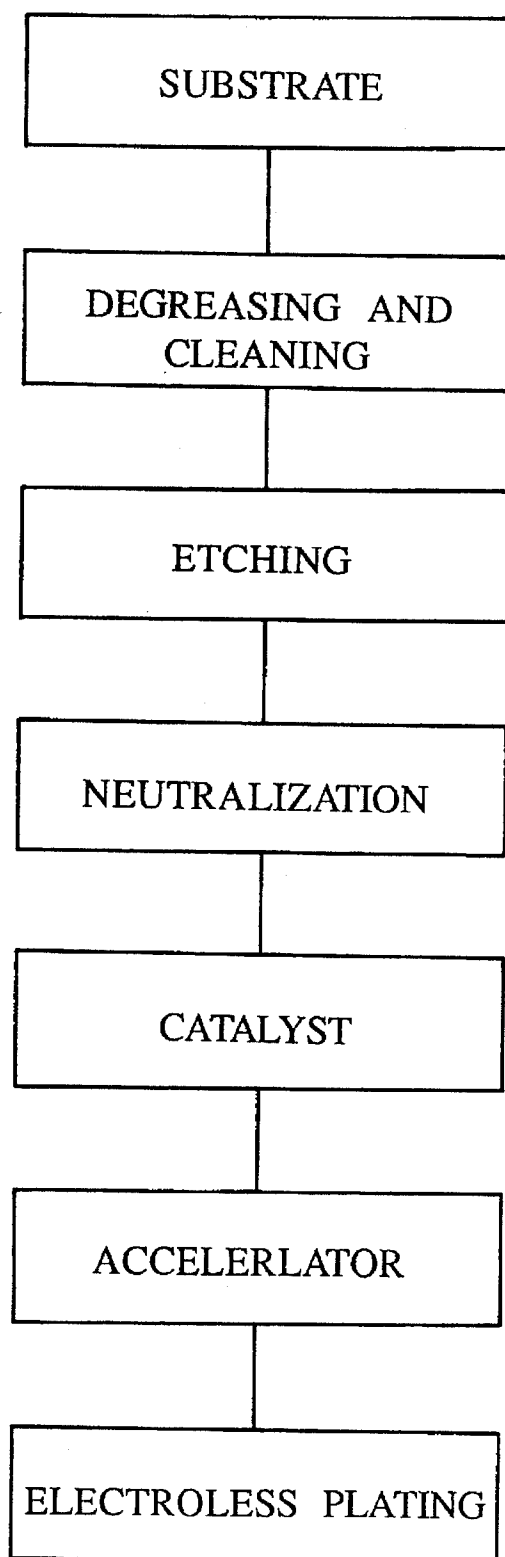 SUBSTRATE
DEGREASING AND
CLEANING
ETCHING
NEUTRALIZATION
CATALYST
ACCELERLATOR
ELECTROLESS PLATING